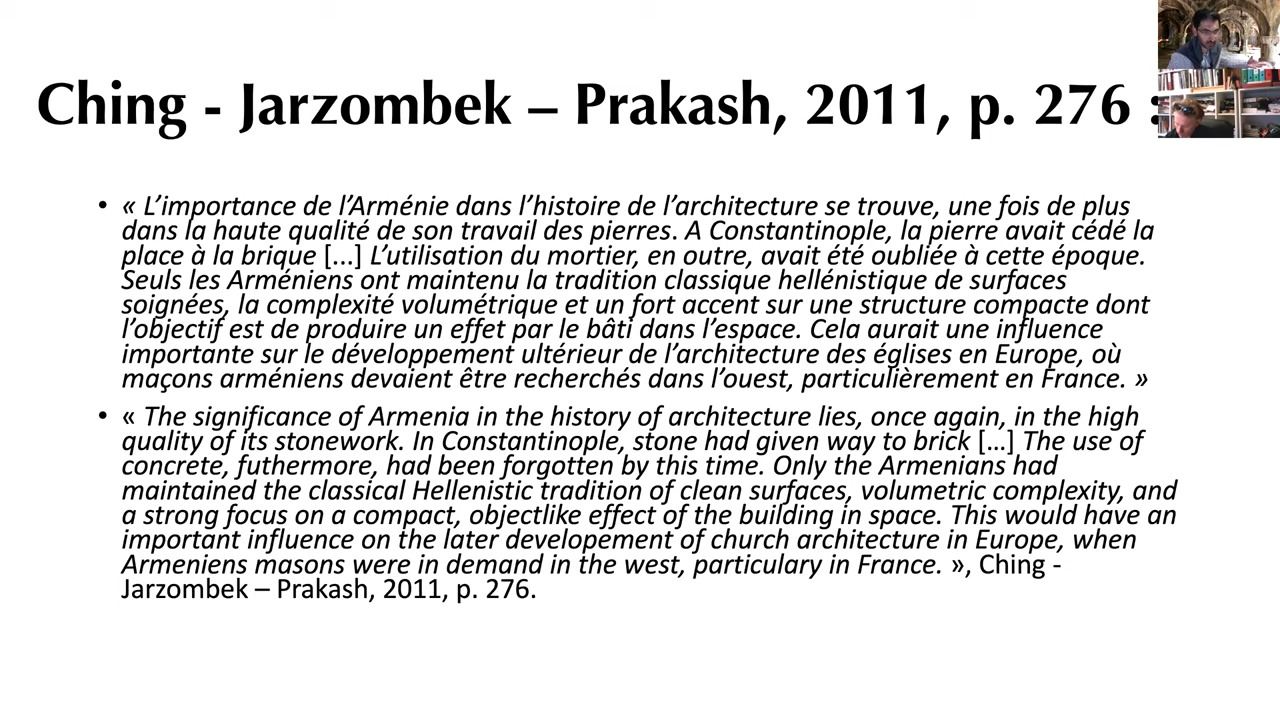 Ching - Jarzombek – Prakash, 2011, p. 276 :
• « L’importance de l’Arménie dans l’histoire de l’architecture se trouve, une fois de plus
dans la haute qualité de son travail des pierres. A Constantinople, la pierre avait cédé la
place à la brique [...] L’utilisation du mortier, en outre, avait été oubliée à cette époque.
Seuls les Arméniens ont maintenu la tradition classique hellénistique de surfaces
soignées, la complexité volumétrique et un fort accent sur une structure compacte dont
l’objectif est de produire un effet par le bâti dans l’espace. Cela aurait une influence
importante sur le développement ultérieur de l’architecture des églises en Europe, où
maçons arméniens devaient être recherchés dans l’ouest, particulièrement en France. »
• « The significance of Armenia in the history of architecture lies, once again, in the high
quality of its stonework. In Constantinople, stone had given way to brick […] The use of
concrete, futhermore, had been forgotten by this time. Only the Armenians had
maintained the classical Hellenistic tradition of clean surfaces, volumetric complexity, and
a strong focus on a compact, objectlike effect of the building in space. This would have an
important influence on the later developement of church architecture in Europe, when
Armeniens masons were in demand in the west, particulary in France. », Ching -
Jarzombek – Prakash, 2011, p. 276.